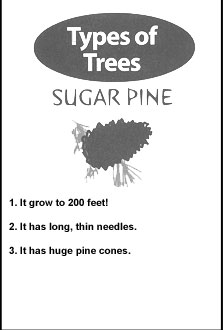 Types of
Trees
SUGAR PINE
1. It grow to 200 feet!
2. It has long, thin needles.
3. It has huge pine cones.